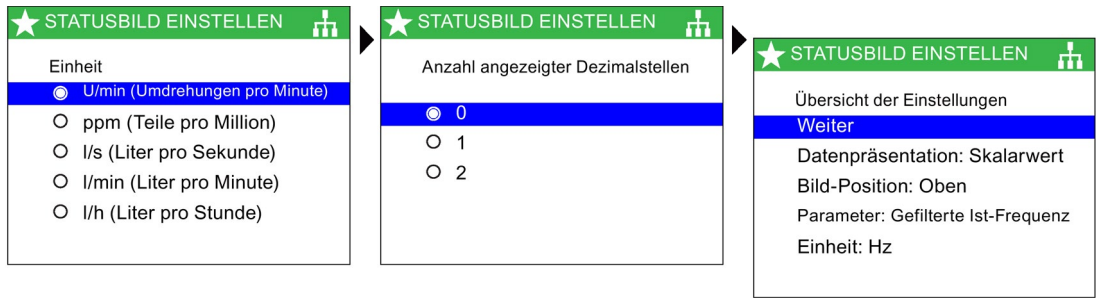 STATUSBILD EINSTELLEN
Einheit
U/min (Umdrehungen pro Minute)
ppm (Teile pro Million)
l/s (Liter pro Sekunde)
l/min (Liter pro Minute)
l/h (Liter pro Stunde)
STATUSBILD EINSTELLEN
Anzahl angezeigter Dezimalstellen
0
1
2
STATUSBILD EINSTELLEN
Übersicht der Einstellungen
Weiter
Datenpräsentation: Skalarwert
Bild-Position: Oben
Parameter: Gefilterte Ist-Frequenz
Einheit: Hz